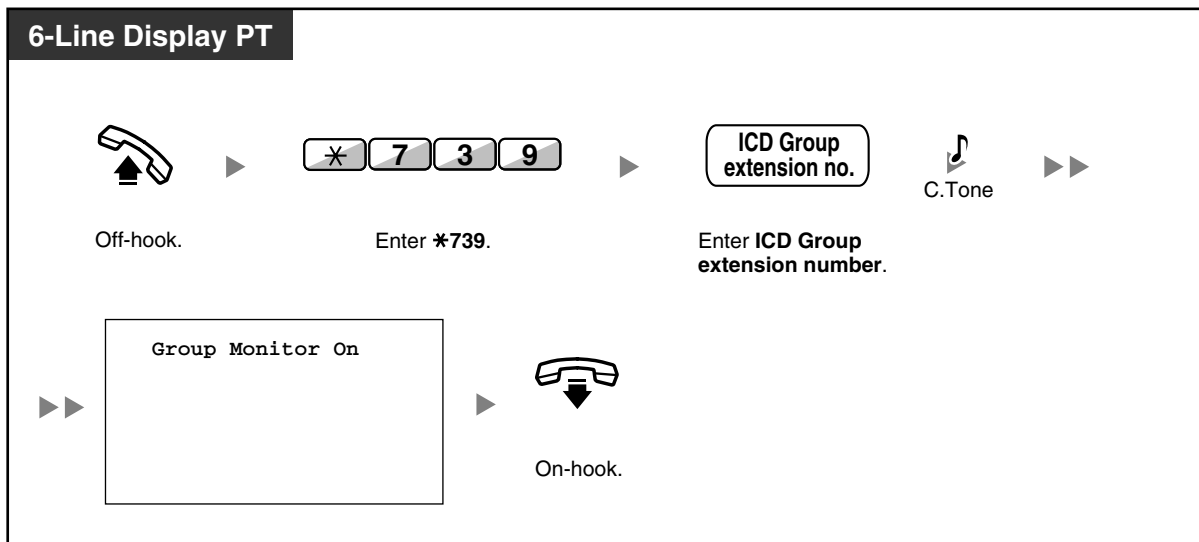 6-Line Display PT
✳ 7 3 9
ICD Group
extension no.
C.Tone
Off-hook.
Enter ✳739.
Enter ICD Group
extension number.
Group Monitor On
On-hook.